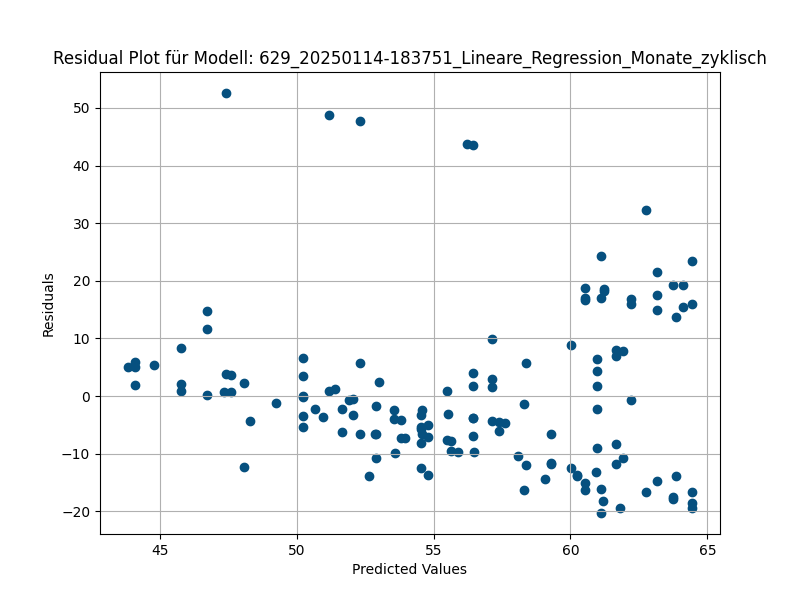 Residual Plot für Modell: 629_20250114-183751_Lineare_Regression_Monate_zyklisch
50
40
30
20
10
0
−10
−20
Residuals
45 50 55 60 65
Predicted Values